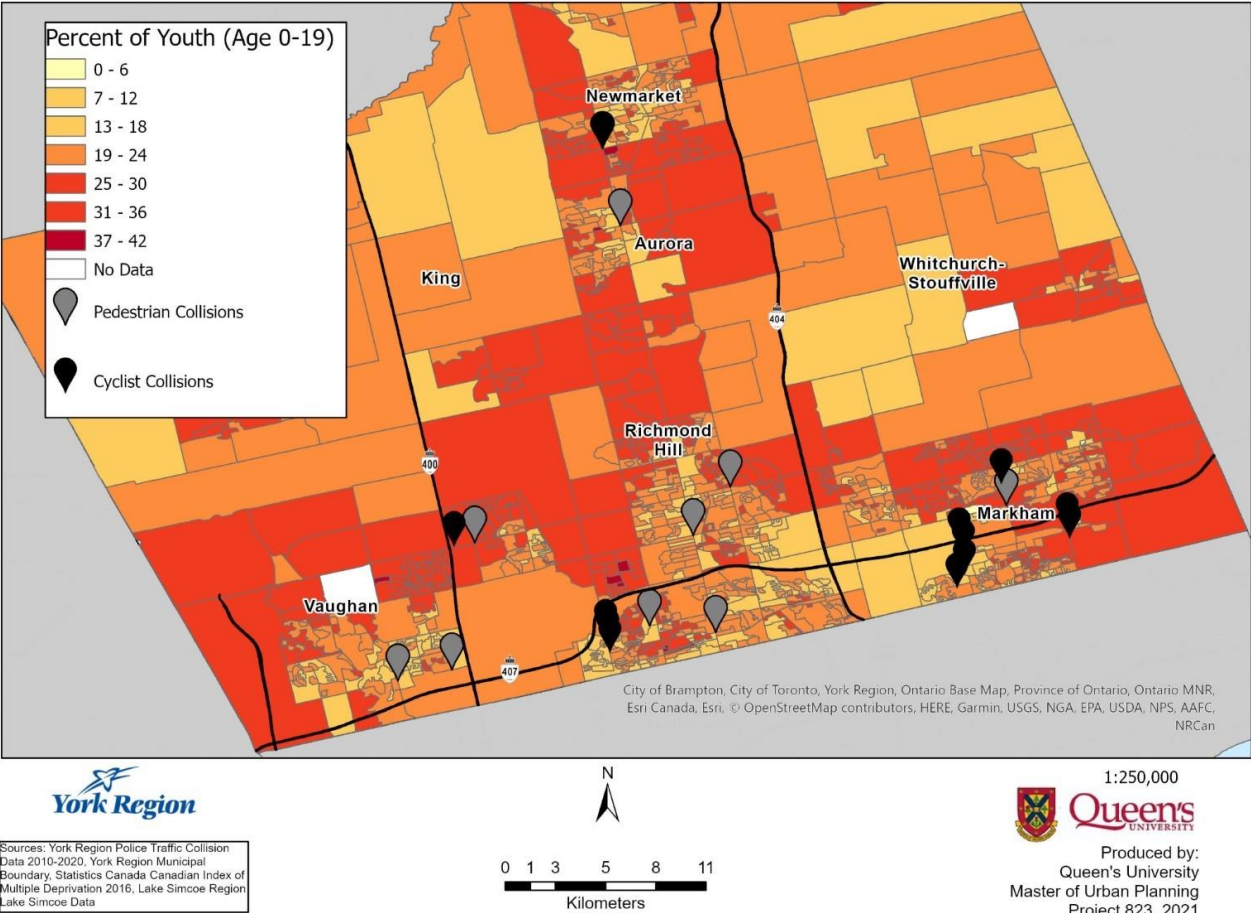 Percent of Youth (Age 0-19)
0 - 6
7 - 12
13 - 18
19 - 24
25 - 30
31 - 36
37 - 42
No Data
Pedestrian Collisions
Cyclist Collisions
Newmarket
Aurora
King
Whitchurch-
Stouffville
404
Richmond
Hill
400
Markham
Vaughan
407
City of Brampton, City of Toronto, York Region, Ontario Base Map, Province of Ontario, Ontario MNR,
Esri Canada, Esri, © OpenStreetMap contributors, HERE, Garmin, USGS, NGA, EPA, USDA, NPS, AAFC,
NRCan
York Region
N
1:250,000
Queen's
UNIVERSITY
Sources: York Region Police Traffic Collision
Data 2010-2020, York Region Municipal
Boundary, Statistics Canada Canadian Index of
Multiple Deprivation 2016, Lake Simcoe Region
Lake Simcoe Data
0 1 3 5 8 11
Kilometers
Produced by:
Queen's University
Master of Urban Planning
Project 823, 2021